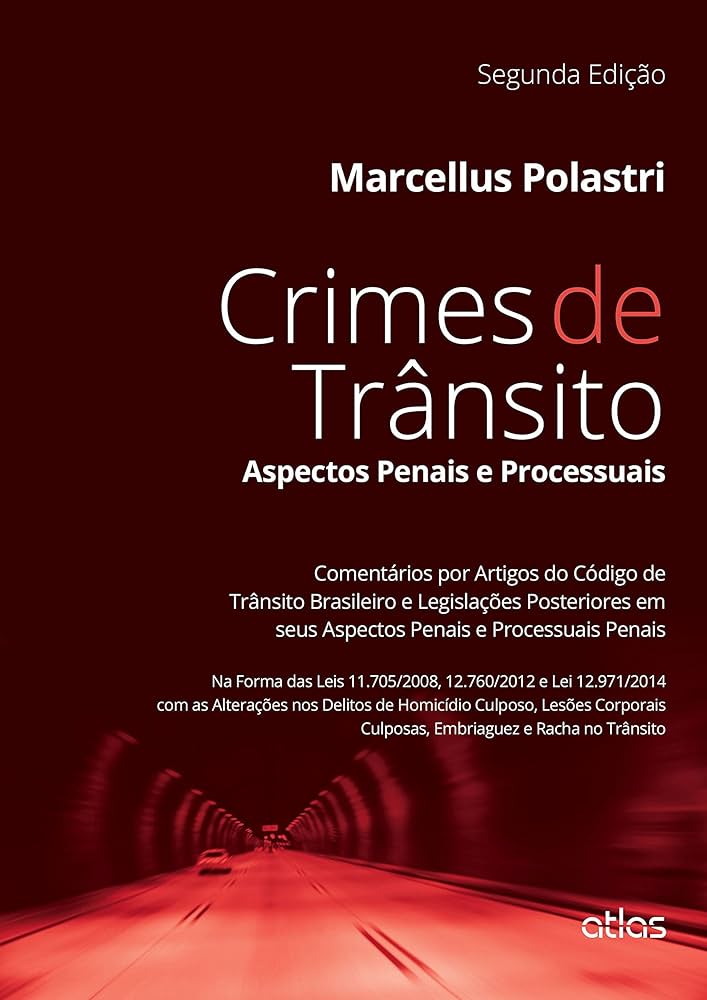 Segunda Edição
Marcellus Polastri
Crimes de
Trânsito
Aspectos Penais e Processuais
Comentários por Artigos do Código de
Trânsito Brasileiro e Legislações Posteriores em
seus Aspectos Penais e Processuais Penais
Na Forma das Leis 11.705/2008, 12.760/2012 e Lei 12.971/2014
com as Alterações nos Delitos de Homicídio Culposo, Lesões Corporais
Culposas, Embriaguez e Racha no Trânsito
atlas